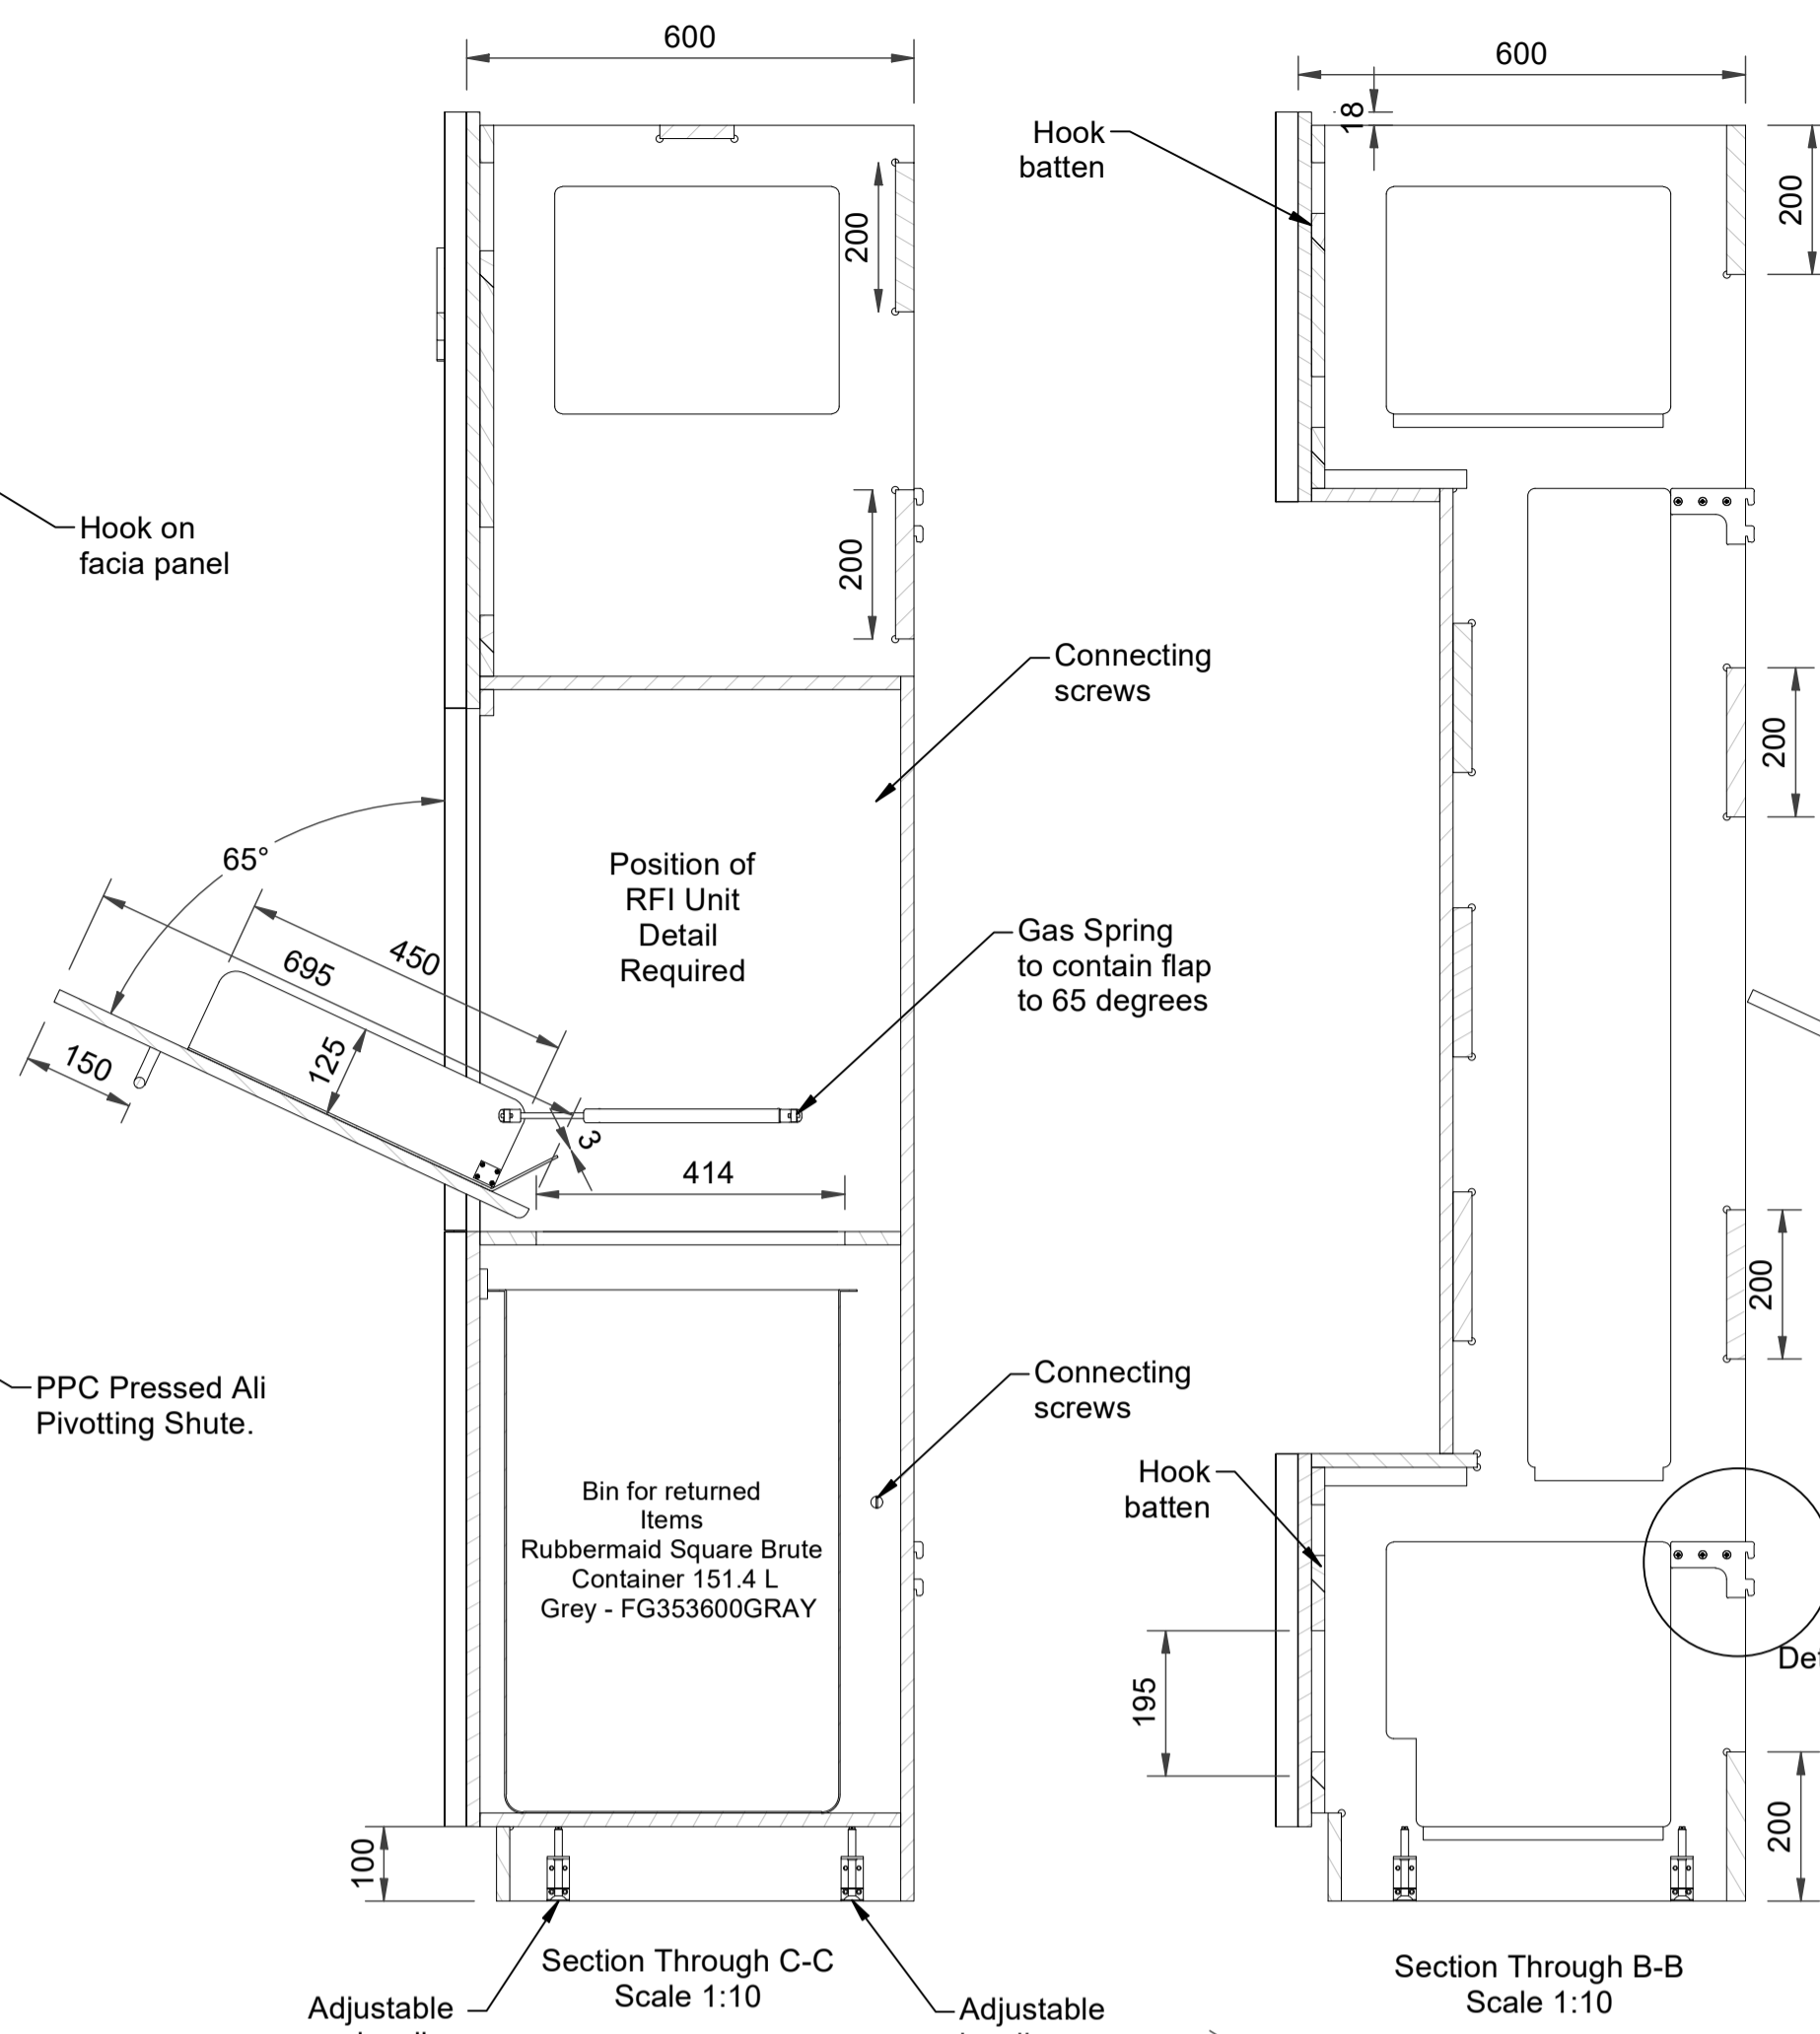 600
600
18
Hook
batten
200
200
Hook on
facia panel
200
Connecting
screws
200
65°
Position of
RFI Unit
Detail
Required
Gas Spring
to contain flap
to 65 degrees
450
695
125
150
3
414
200
PPC Pressed Ali
Pivotting Shute.
Connecting
screws
Hook
batten
Bin for returned
Items
Rubbermaid Square Brute
Container 151.4 L
Grey - FG353600GRAY
195
200
100
Section Through C-C
Scale 1:10
Section Through B-B
Scale 1:10
Adjustable
Adjustable